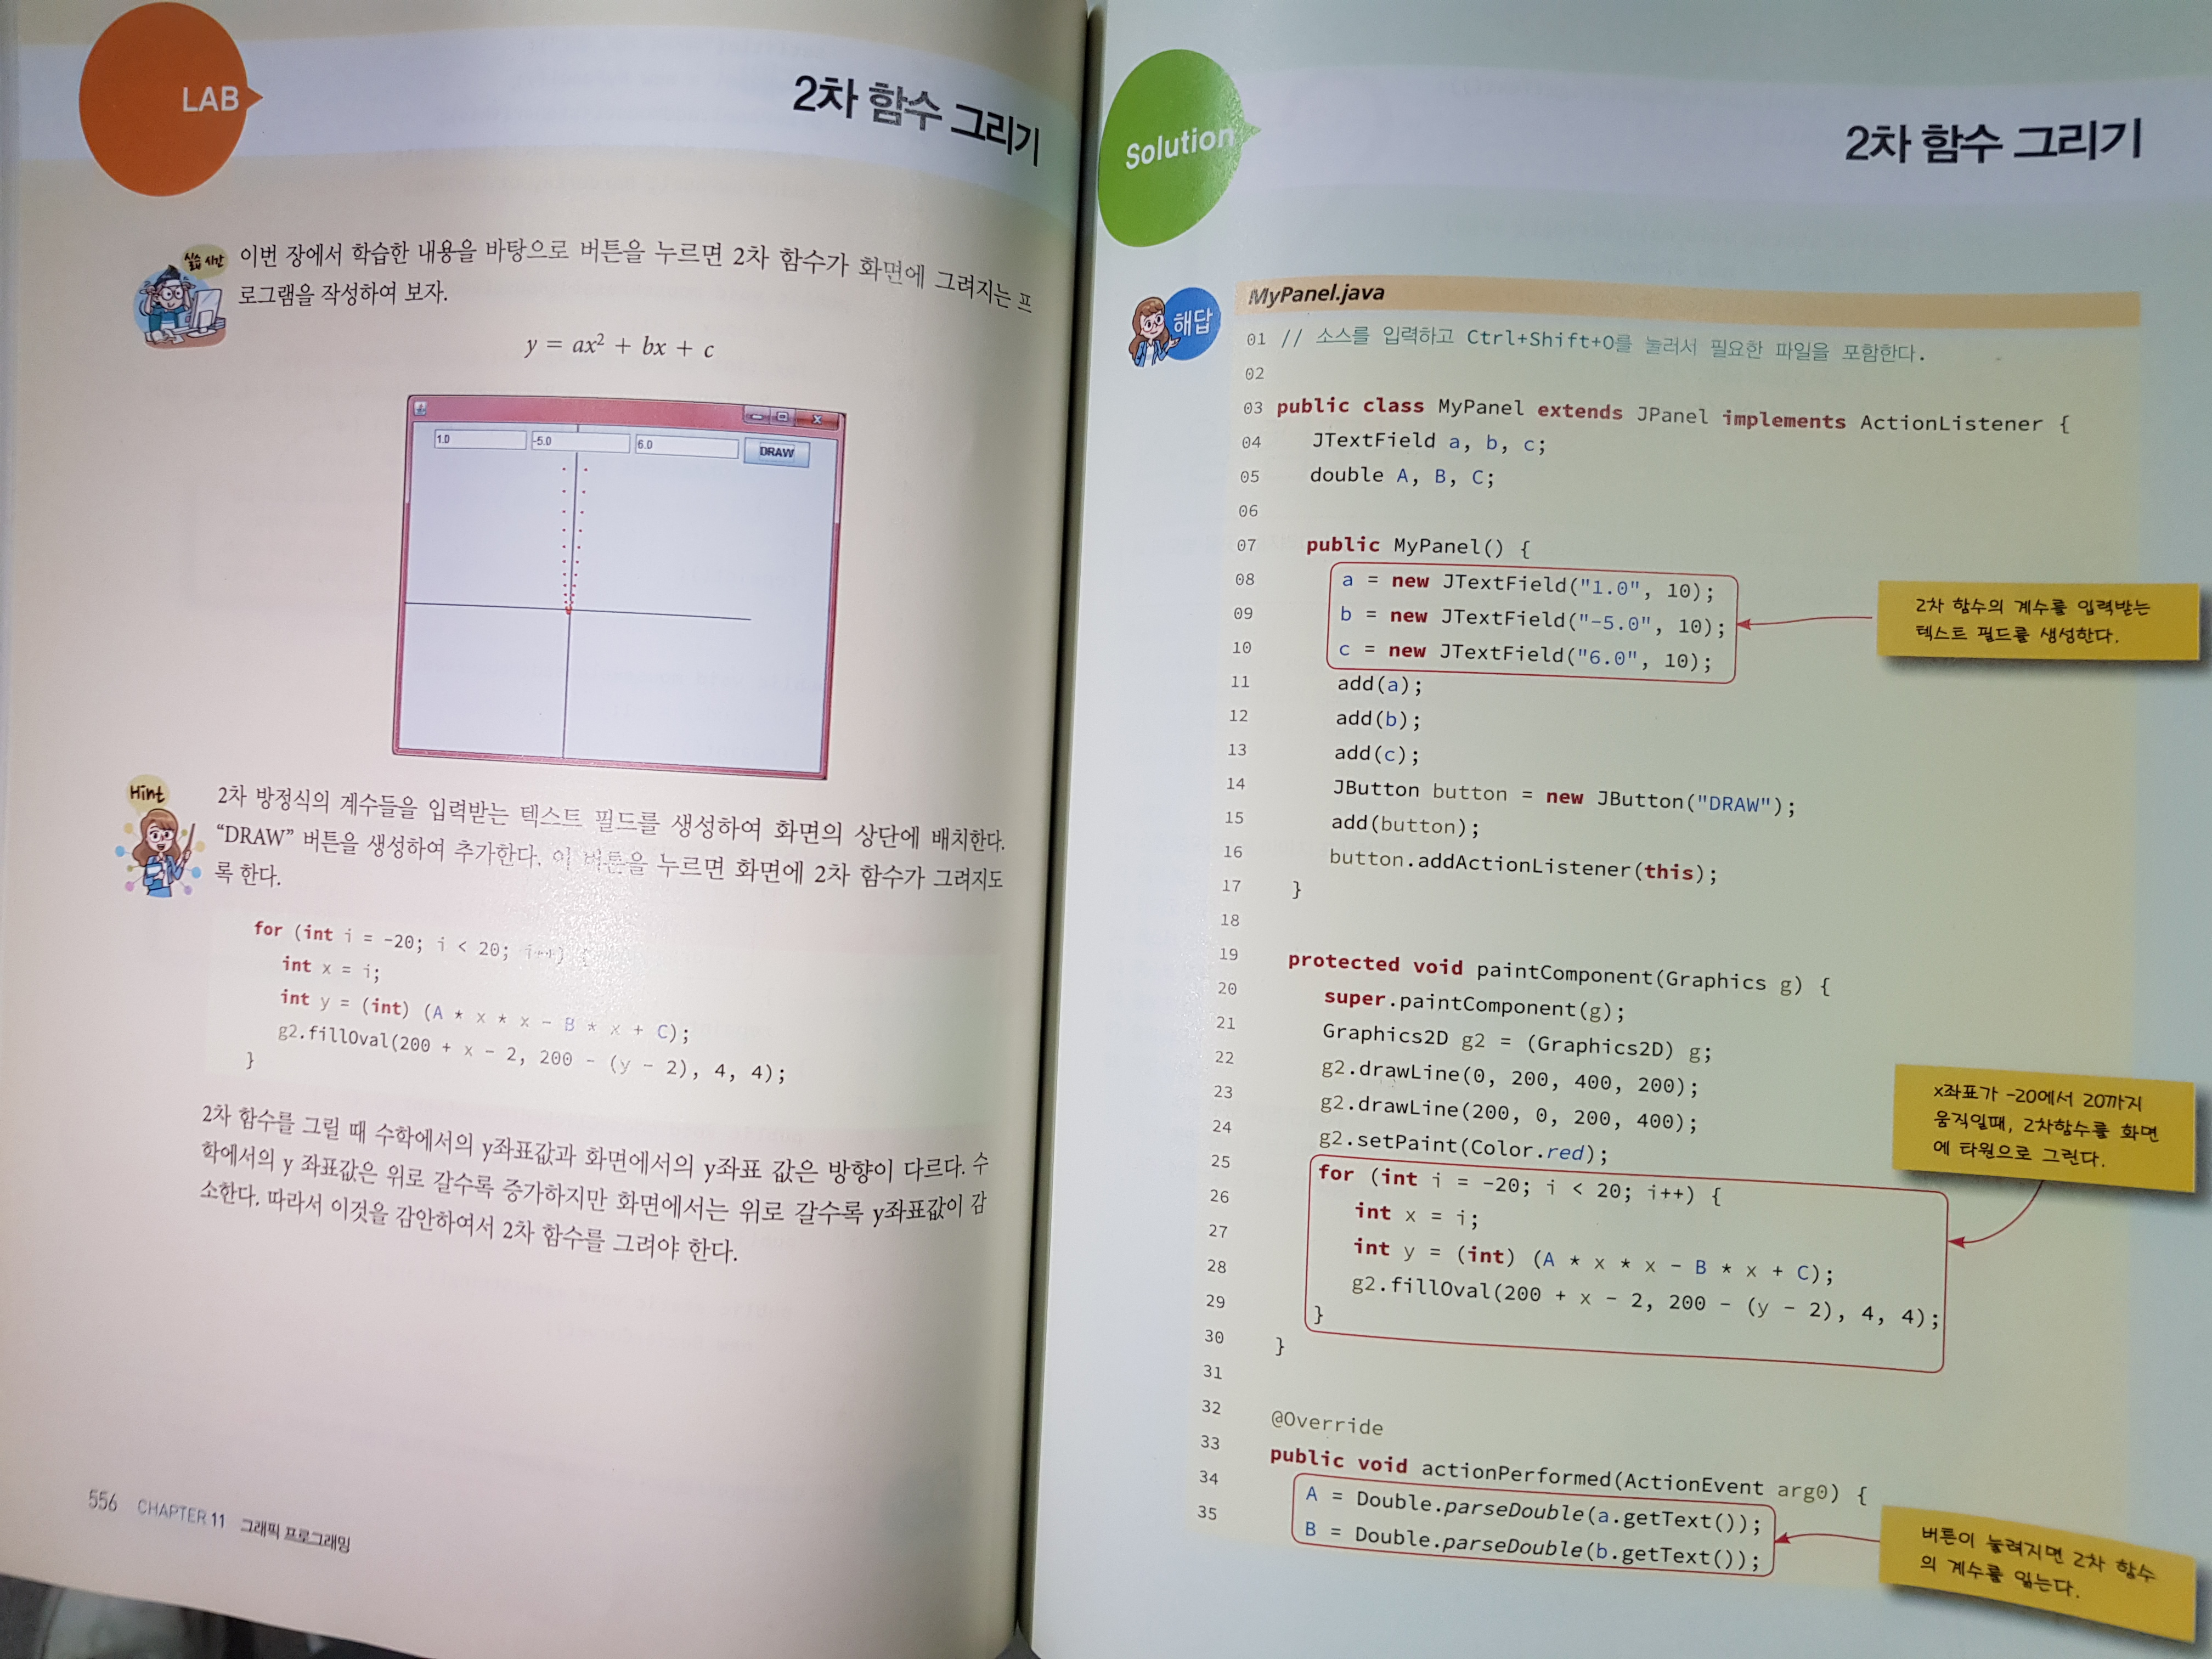 LAB
2차 함수 그리기
실습 시간
이번 장에서 학습한 내용을 바탕으로 버튼을 누르면 2차 함수가 화면에 그려지는 프
로그램을 작성하여 보자.
y = ax² + bx + c
1.0 -5.0 6.0 DRAW
Hint
2차 방정식의 계수들을 입력받는 텍스트 필드를 생성하여 화면의 상단에 배치한다.
“DRAW” 버튼을 생성하여 추가한다. 이 버튼을 누르면 화면에 2차 함수가 그려지도
록 한다.
for (int i = -20; i < 20; i++) {
int x = i;
int y = (int) (A * x * x - B * x + C);
g2.fillOval(200 + x - 2, 200 - (y - 2), 4, 4);
}
2차 함수를 그릴 때 수학에서의 y좌표값과 화면에서의 y좌표 값은 방향이 다르다. 수
학에서의 y 좌표값은 위로 갈수록 증가하지만 화면에서는 위로 갈수록 y좌표값이 감
소한다. 따라서 이것을 감안하여서 2차 함수를 그려야 한다.
556 CHAPTER 11 그래픽 프로그래밍
Solution
2차 함수 그리기
해답
MyPanel.java
01 // 소스를 입력하고 Ctrl+Shift+O를 눌러서 필요한 파일을 포함한다.
02
03 public class MyPanel extends JPanel implements ActionListener {
04 JTextField a, b, c;
05 double A, B, C;
06
07 public MyPanel() {
08 a = new JTextField("1.0", 10);
09 b = new JTextField("-5.0", 10);
10 c = new JTextField("6.0", 10);
11 add(a);
12 add(b);
13 add(c);
14 JButton button = new JButton("DRAW");
15 add(button);
16 button.addActionListener(this);
17 }
18
19 protected void paintComponent(Graphics g) {
20 super.paintComponent(g);
21 Graphics2D g2 = (Graphics2D) g;
22 g2.drawLine(0, 200, 400, 200);
23 g2.drawLine(200, 0, 200, 400);
24 g2.setPaint(Color.red);
25 for (int i = -20; i < 20; i++) {
26 int x = i;
27 int y = (int) (A * x * x - B * x + C);
28 g2.fillOval(200 + x - 2, 200 - (y - 2), 4, 4);
29 }
30 }
31
32 @Override
33 public void actionPerformed(ActionEvent arg0) {
34 A = Double.parseDouble(a.getText());
35 B = Double.parseDouble(b.getText());
2차 함수의 계수를 입력받는
텍스트 필드를 생성한다.
x좌표가 -20에서 20까지
움직일때, 2차함수를 화면
에 타원으로 그린다.
버튼이 눌려지면 2차 함수
의 계수를 읽는다.